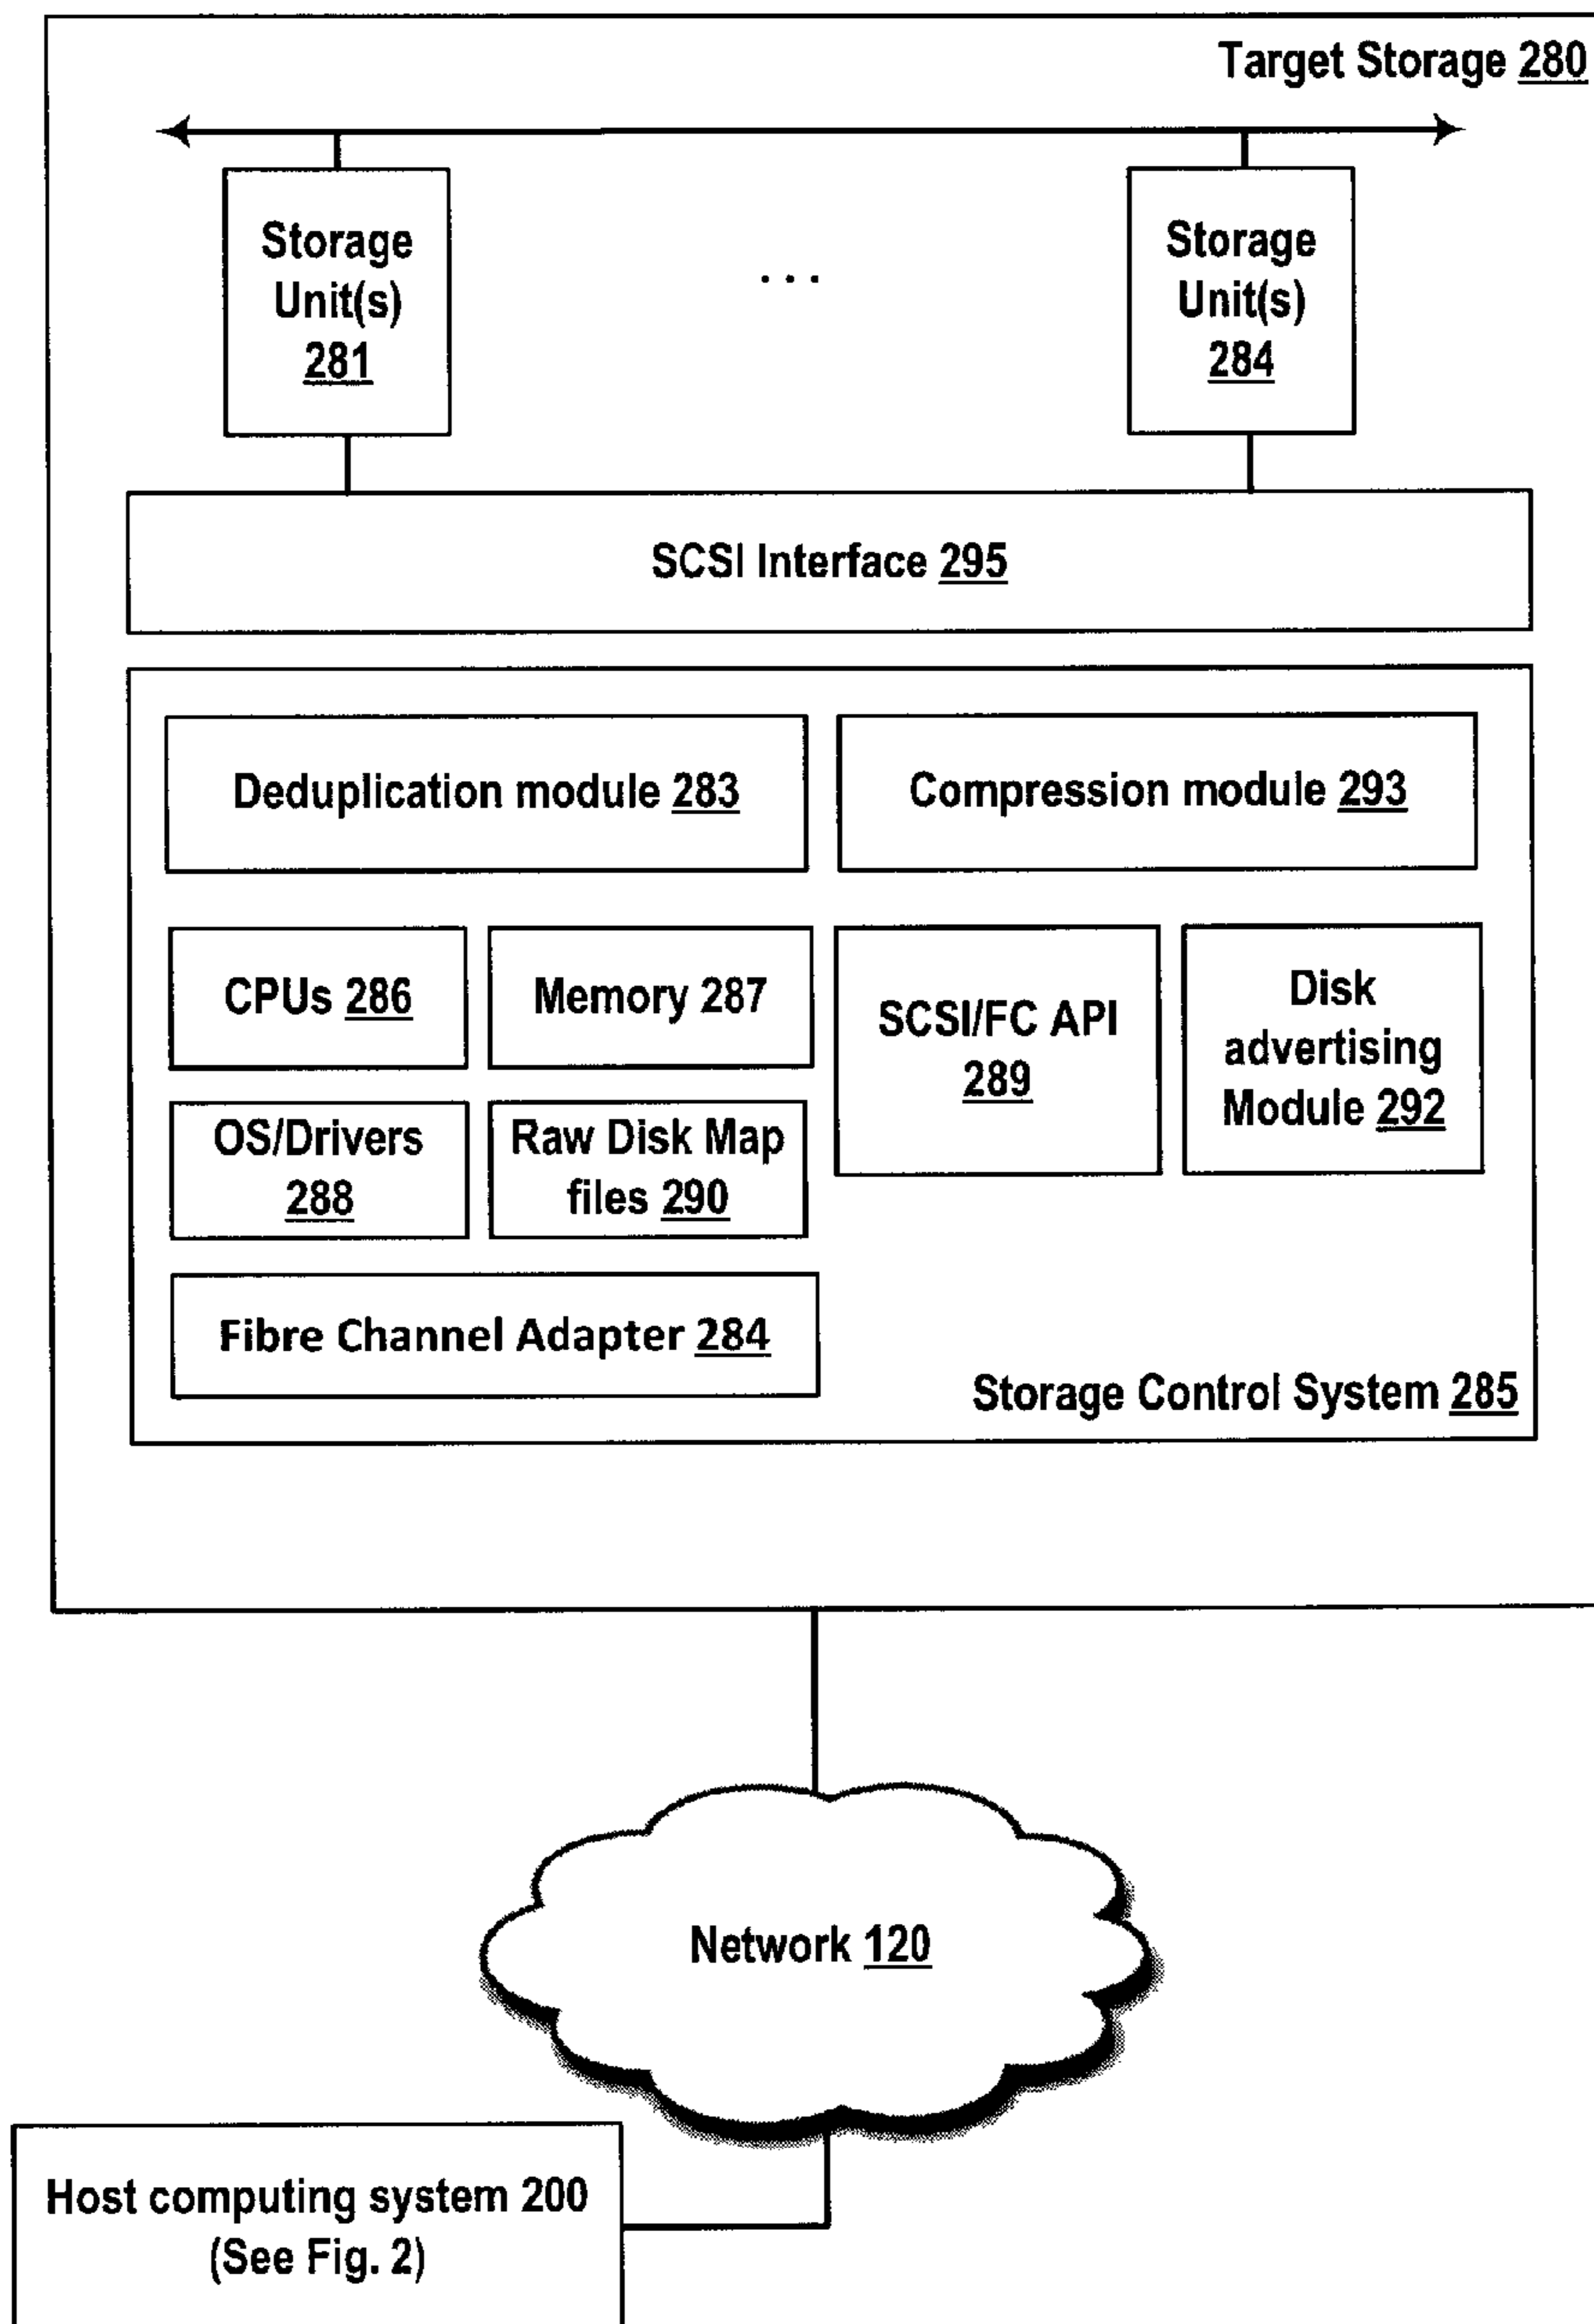 Target Storage 280
Storage
Unit(s)
281
...
Storage
Unit(s)
284
SCSI Interface 295
Deduplication module 283
Compression module 293
CPUs 286
Memory 287
SCSI/FC API
289
Disk
advertising
Module 292
OS/Drivers
288
Raw Disk Map
files 290
Fibre Channel Adapter 284
Storage Control System 285
Network 120
Host computing system 200
(See Fig. 2)